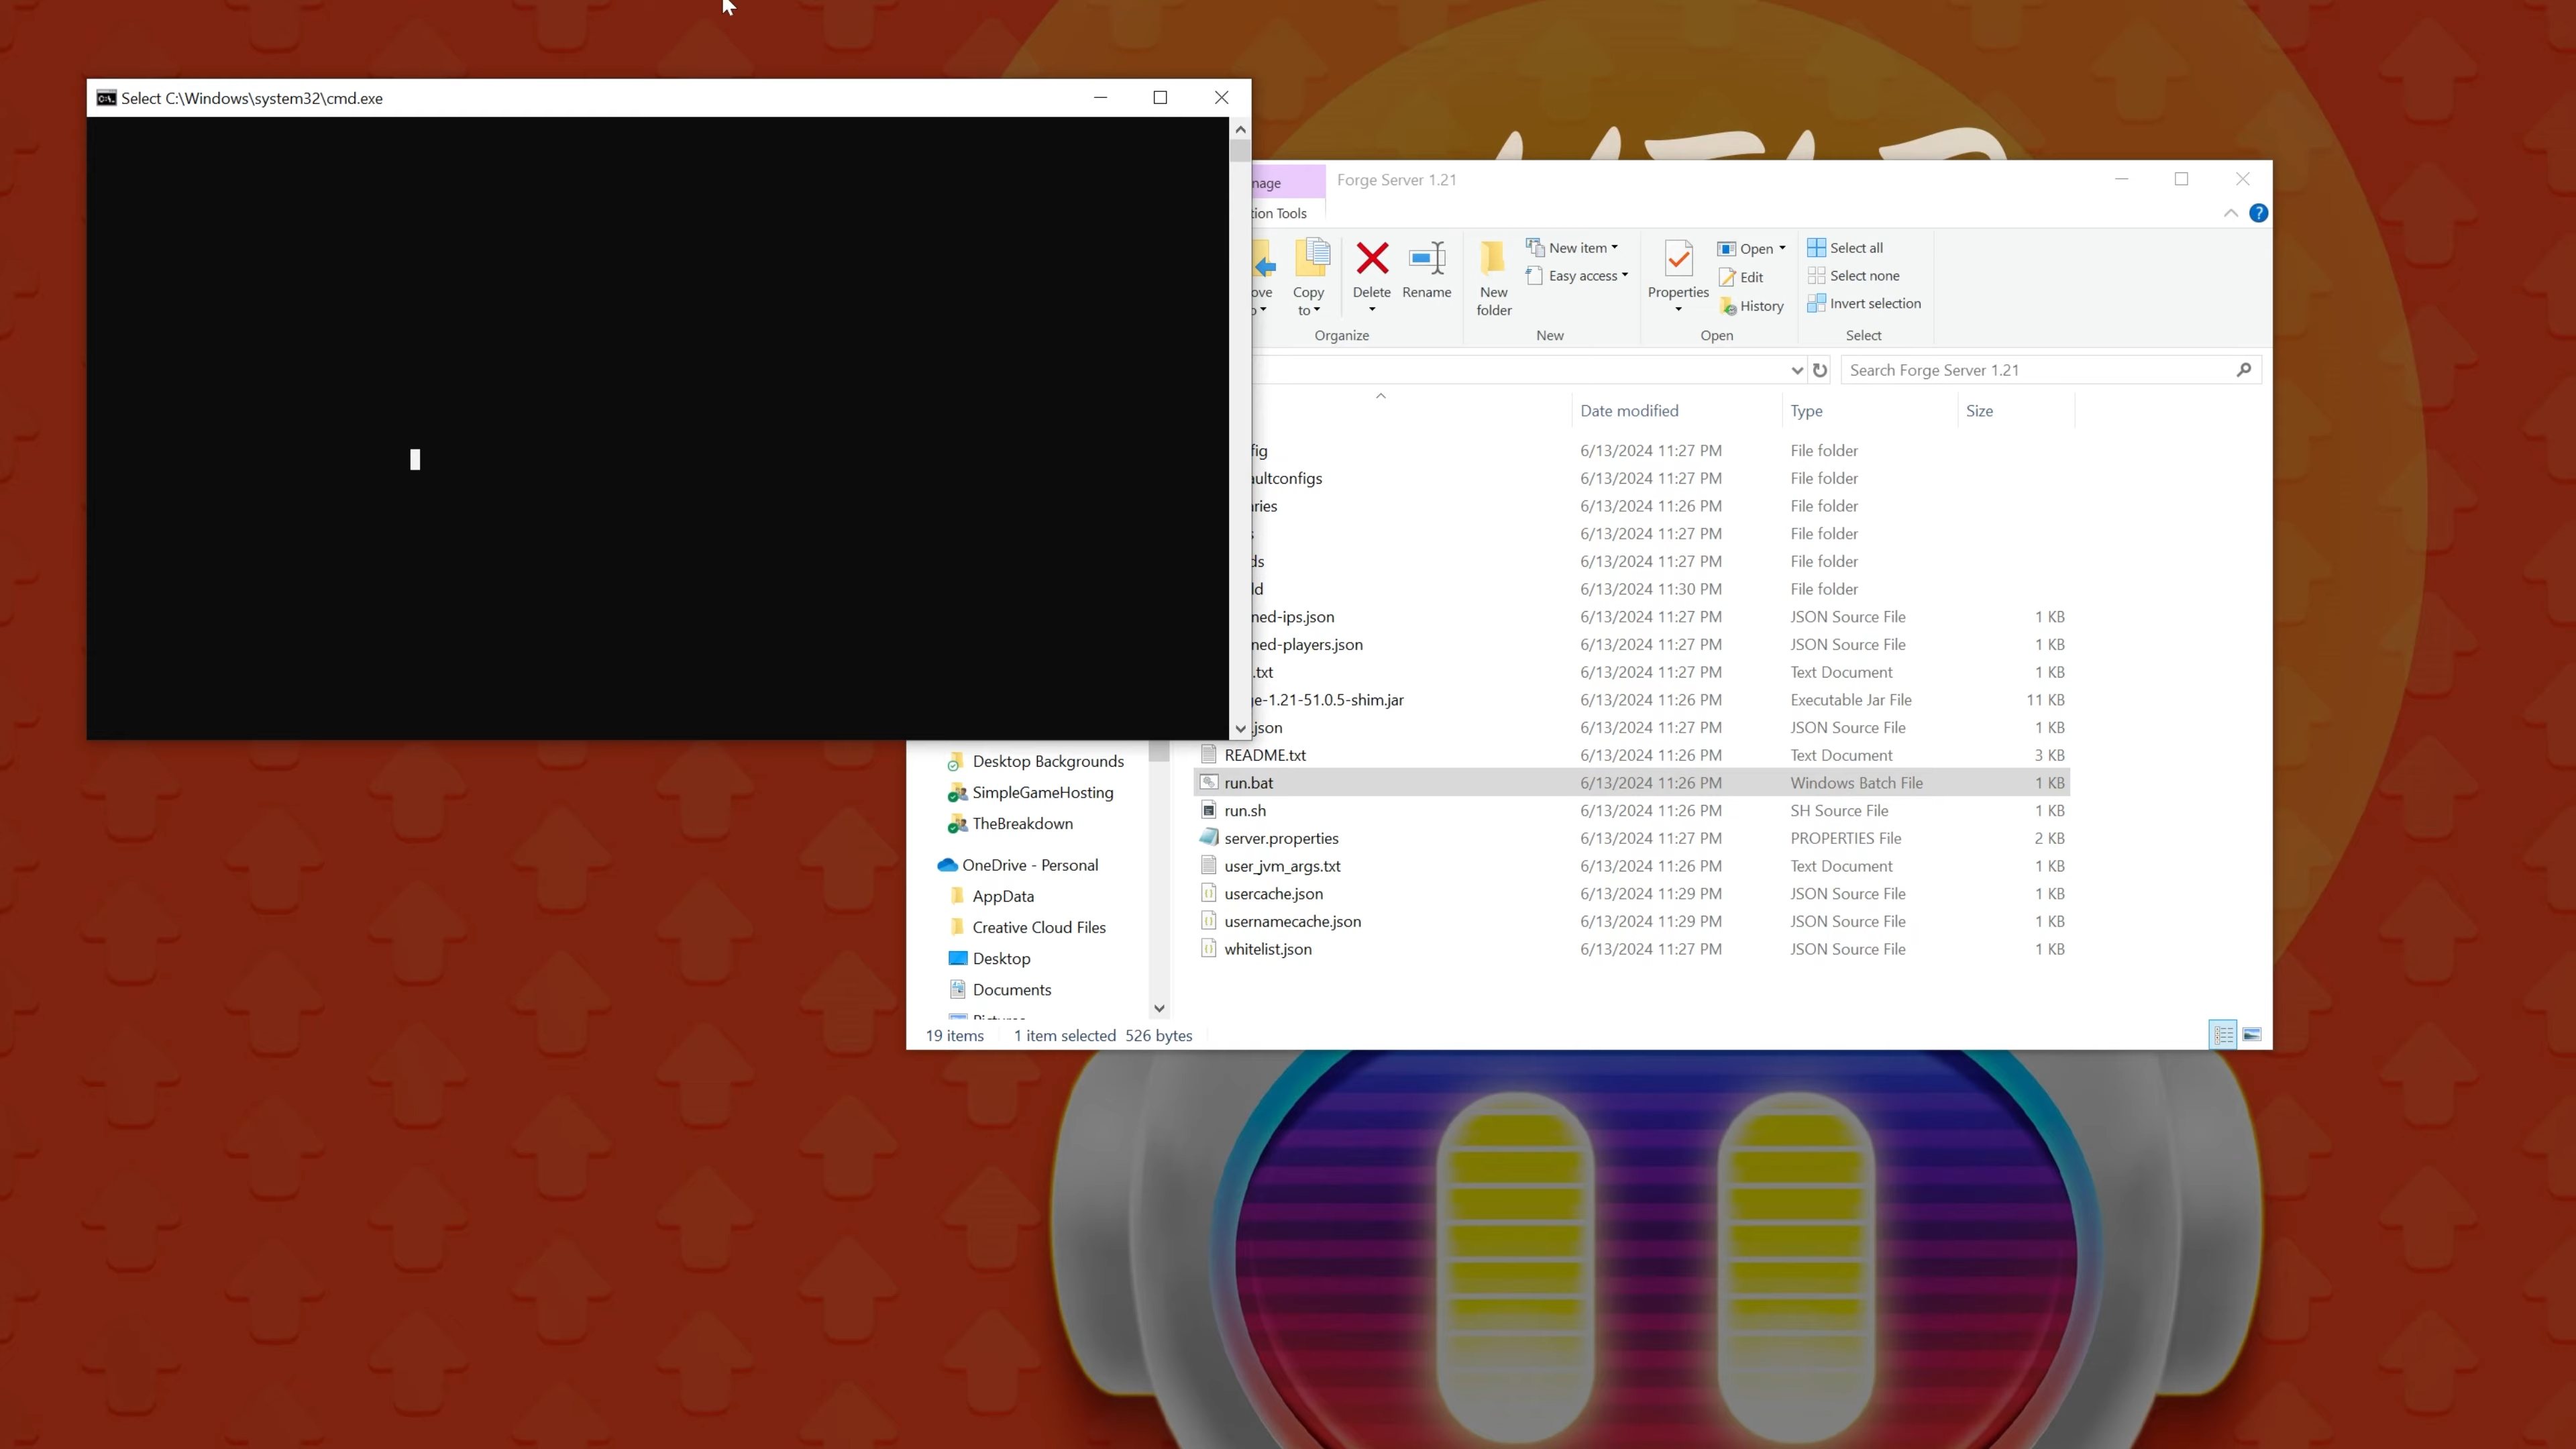 Select C:\Windows\system32\cmd.exe
nage
Forge Server 1.21
tion Tools
ove
Copy
to
Delete
Rename
New
folder
New item
Easy access
Properties
Open
Edit
History
Select all
Select none
Invert selection
Organize
New
Open
Select
Search Forge Server 1.21
Date modified
Type
Size
fig 6/13/2024 11:27 PM File folder
aultconfigs 6/13/2024 11:27 PM File folder
aries 6/13/2024 11:26 PM File folder
s 6/13/2024 11:27 PM File folder
ds 6/13/2024 11:27 PM File folder
ld 6/13/2024 11:30 PM File folder
ned-ips.json 6/13/2024 11:27 PM JSON Source File 1 KB
ned-players.json 6/13/2024 11:27 PM JSON Source File 1 KB
.txt 6/13/2024 11:27 PM Text Document 1 KB
ge-1.21-51.0.5-shim.jar 6/13/2024 11:26 PM Executable Jar File 11 KB
.json 6/13/2024 11:27 PM JSON Source File 1 KB
README.txt 6/13/2024 11:26 PM Text Document 3 KB
run.bat 6/13/2024 11:26 PM Windows Batch File 1 KB
run.sh 6/13/2024 11:26 PM SH Source File 1 KB
server.properties 6/13/2024 11:27 PM PROPERTIES File 2 KB
user_jvm_args.txt 6/13/2024 11:26 PM Text Document 1 KB
usercache.json 6/13/2024 11:29 PM JSON Source File 1 KB
usernamecache.json 6/13/2024 11:29 PM JSON Source File 1 KB
whitelist.json 6/13/2024 11:27 PM JSON Source File 1 KB
Desktop Backgrounds
SimpleGameHosting
TheBreakdown
OneDrive - Personal
AppData
Creative Cloud Files
Desktop
Documents
Pictures
19 items 1 item selected 526 bytes